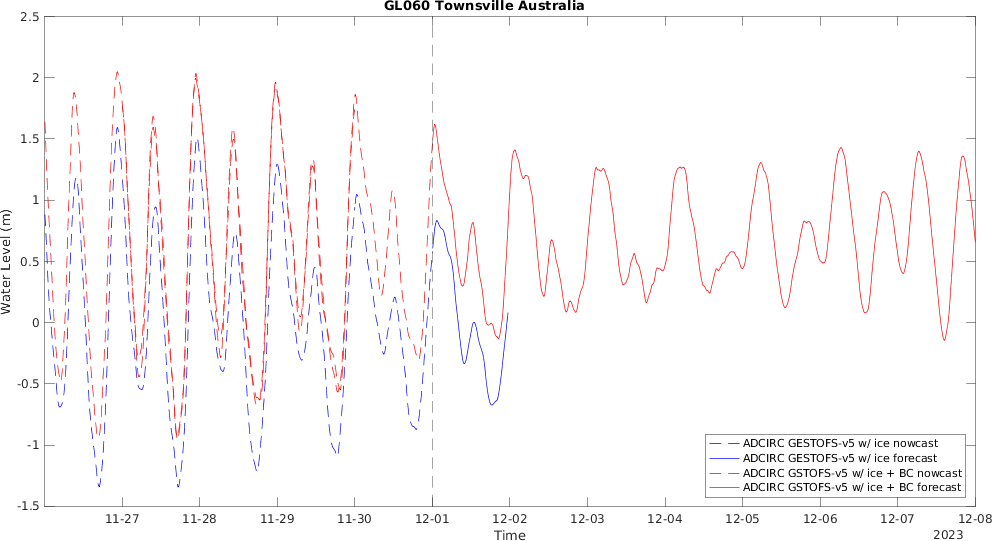 GL060 Townsville Australia
2.5
2
1.5
1
0.5
0
-0.5
-1
-1.5
Water Level (m)
11-27 11-28 11-29 11-30 12-01 12-02 12-03 12-04 12-05 12-06 12-07 12-08
Time
2023
ADCIRC GESTOFS-v5 w/ ice nowcast
ADCIRC GESTOFS-v5 w/ ice forecast
ADCIRC GSTOFS-v5 w/ ice + BC nowcast
ADCIRC GSTOFS-v5 w/ ice + BC forecast